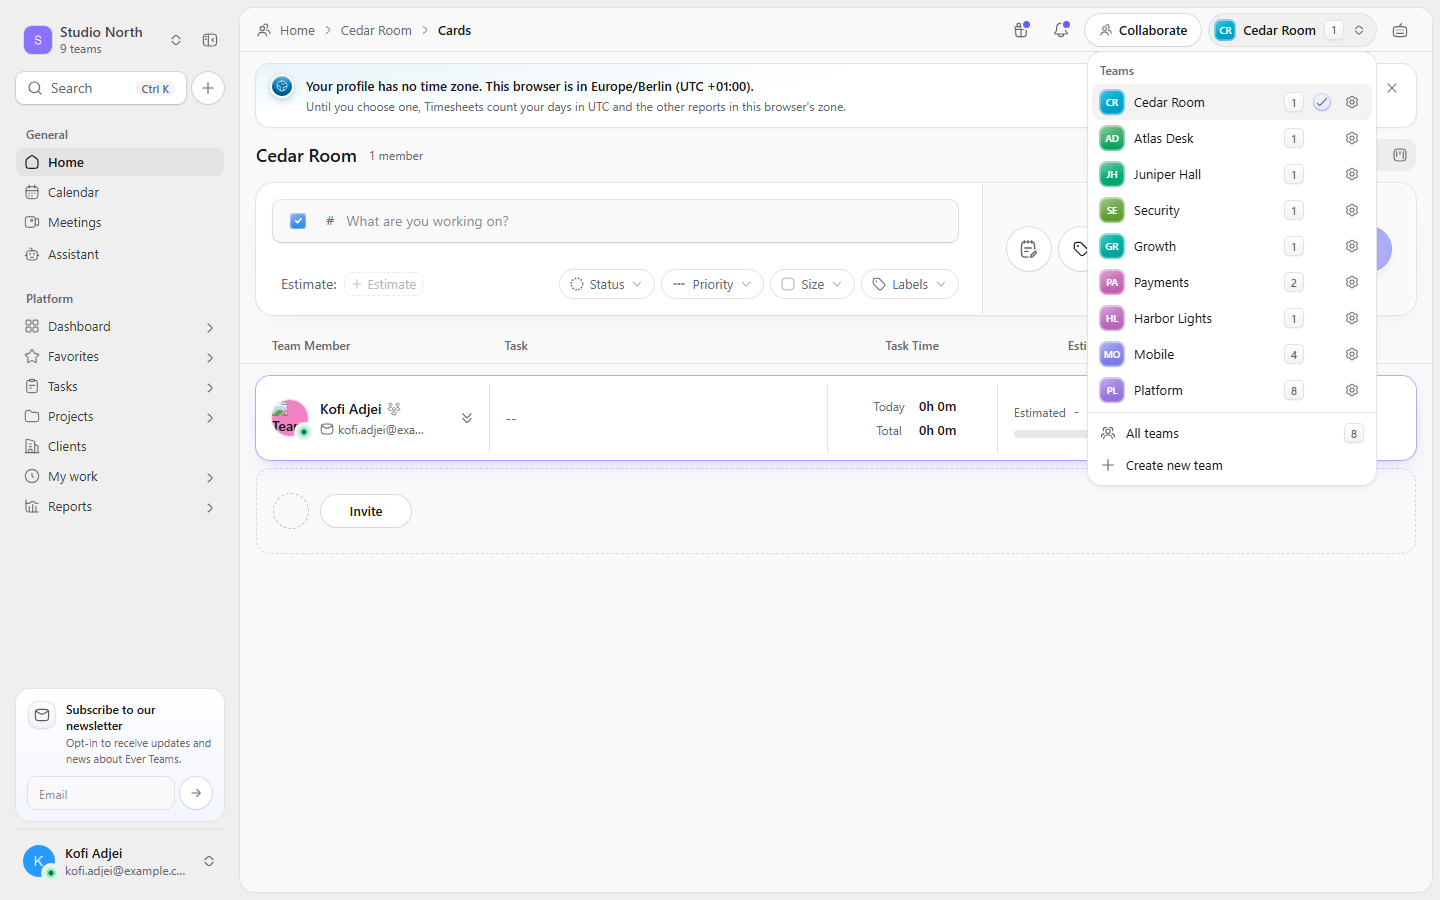 S
Studio North
9 teams
Search
Ctrl K
General
Home
Calendar
Meetings
Assistant
Platform
Dashboard
Favorites
Tasks
Projects
Clients
My work
Reports
Subscribe to our
newsletter
Opt-in to receive updates and
news about Ever Teams.
Email
K
Kofi Adjei
kofi.adjei@example.c...
Home
Cedar Room
Cards
Collaborate
CR
Cedar Room
1
Your profile has no time zone. This browser is in Europe/Berlin (UTC +01:00).
Until you choose one, Timesheets count your days in UTC and the other reports in this browser's zone.
Cedar Room
1 member
# What are you working on?
Estimate:
+ Estimate
Status
Priority
Size
Labels
Team Member
Task
Task Time
Esti
Kofi Adjei
kofi.adjei@exa...
--
Today
0h 0m
Total
0h 0m
Estimated
-
Invite
Teams
CR
Cedar Room
1
AD
Atlas Desk
1
JH
Juniper Hall
1
SE
Security
1
GR
Growth
1
PA
Payments
2
HL
Harbor Lights
1
MO
Mobile
4
PL
Platform
8
All teams
8
Create new team